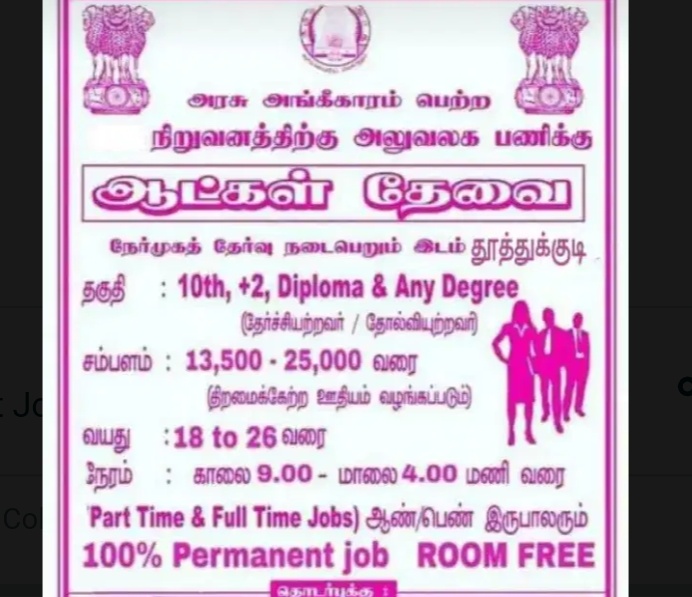 அரசு அங்கீகாரம் பெற்ற
நிறுவனத்திற்கு அலுவலக பணிக்கு
ஆட்கள் தேவை
நேர்முகத் தேர்வு நடைபெறும் இடம் தூத்துக்குடி
தகுதி : 10th, +2, Diploma & Any Degree
(தேர்ச்சியற்றவர் / தோல்வியுற்றவர்)
சம்பளம் : 13,500 - 25,000 வரை
(திறமைக்கேற்ற ஊதியம் வழங்கப்படும்)
வயது : 18 to 26 வரை
நேரம் : காலை 9.00 - மாலை 4.00 மணி வரை
Part Time & Full Time Jobs) ஆண்/பெண் இருபாலரும்
100% Permanent job ROOM FREE
தொடர்புக்கு :